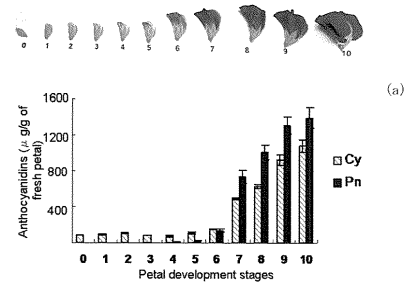 0 1 2 3 4 5 6 7 8 9 10
(a)
Anthocyanidins (μ g/g of
fresh petal)
1600
1200
800
400
Cy
Pn
0 1 2 3 4 5 6 7 8 9 10
Petal development stages